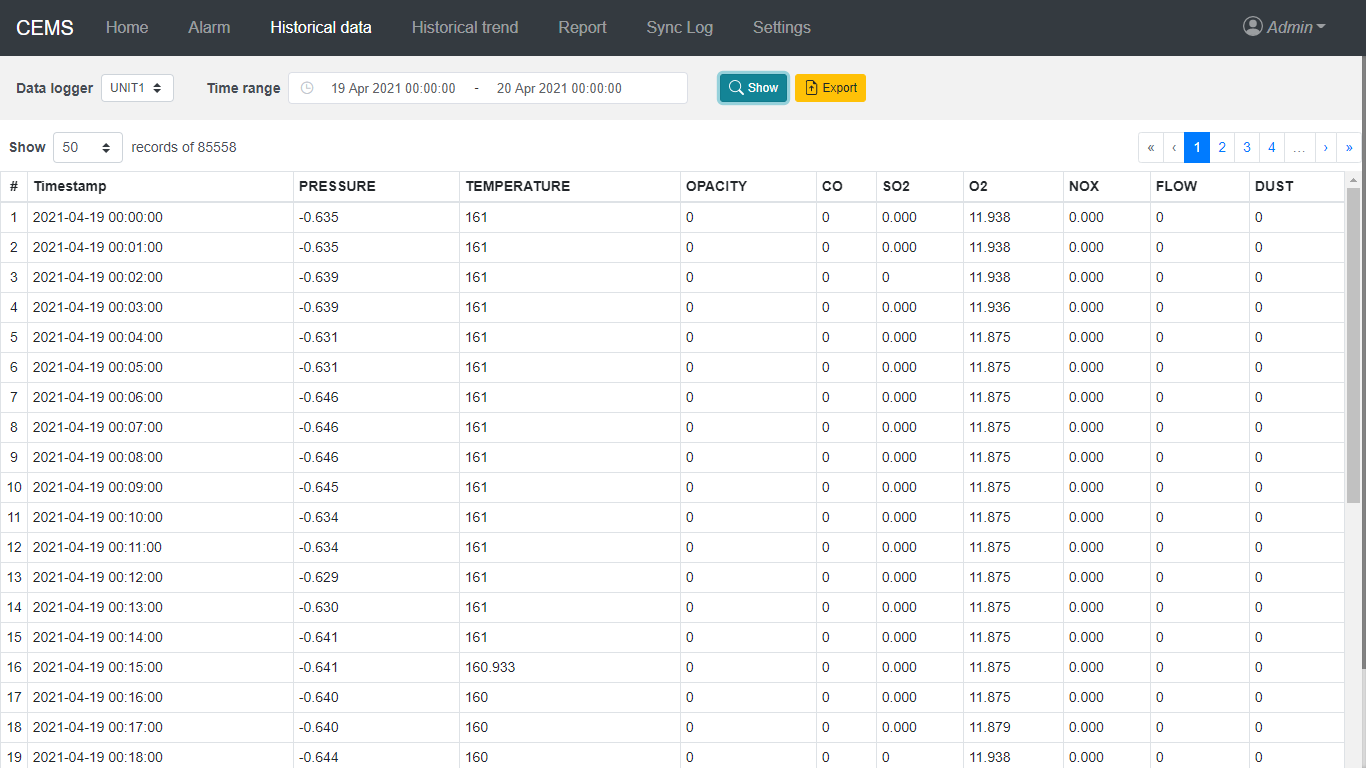 CEMS Home Alarm Historical data Historical trend Report Sync Log Settings Admin
Data logger UNIT1 Time range 19 Apr 2021 00:00:00 - 20 Apr 2021 00:00:00 Show Export
Show 50 records of 85558 « ‹ 1 2 3 4 ... › »
# Timestamp PRESSURE TEMPERATURE OPACITY CO SO2 O2 NOX FLOW DUST
1 2021-04-19 00:00:00 -0.635 161 0 0 0.000 11.938 0.000 0 0
2 2021-04-19 00:01:00 -0.635 161 0 0 0.000 11.938 0.000 0 0
3 2021-04-19 00:02:00 -0.639 161 0 0 0 11.938 0.000 0 0
4 2021-04-19 00:03:00 -0.639 161 0 0 0.000 11.936 0.000 0 0
5 2021-04-19 00:04:00 -0.631 161 0 0 0.000 11.875 0.000 0 0
6 2021-04-19 00:05:00 -0.631 161 0 0 0.000 11.875 0.000 0 0
7 2021-04-19 00:06:00 -0.646 161 0 0 0.000 11.875 0.000 0 0
8 2021-04-19 00:07:00 -0.646 161 0 0 0.000 11.875 0.000 0 0
9 2021-04-19 00:08:00 -0.646 161 0 0 0.000 11.875 0.000 0 0
10 2021-04-19 00:09:00 -0.645 161 0 0 0.000 11.875 0.000 0 0
11 2021-04-19 00:10:00 -0.634 161 0 0 0.000 11.875 0.000 0 0
12 2021-04-19 00:11:00 -0.634 161 0 0 0.000 11.875 0.000 0 0
13 2021-04-19 00:12:00 -0.629 161 0 0 0.000 11.875 0.000 0 0
14 2021-04-19 00:13:00 -0.630 161 0 0 0.000 11.875 0.000 0 0
15 2021-04-19 00:14:00 -0.641 161 0 0 0.000 11.875 0.000 0 0
16 2021-04-19 00:15:00 -0.641 160.933 0 0 0.000 11.875 0.000 0 0
17 2021-04-19 00:16:00 -0.640 160 0 0 0.000 11.875 0.000 0 0
18 2021-04-19 00:17:00 -0.640 160 0 0 0.000 11.879 0.000 0 0
19 2021-04-19 00:18:00 -0.644 160 0 0 0 11.938 0.000 0 0